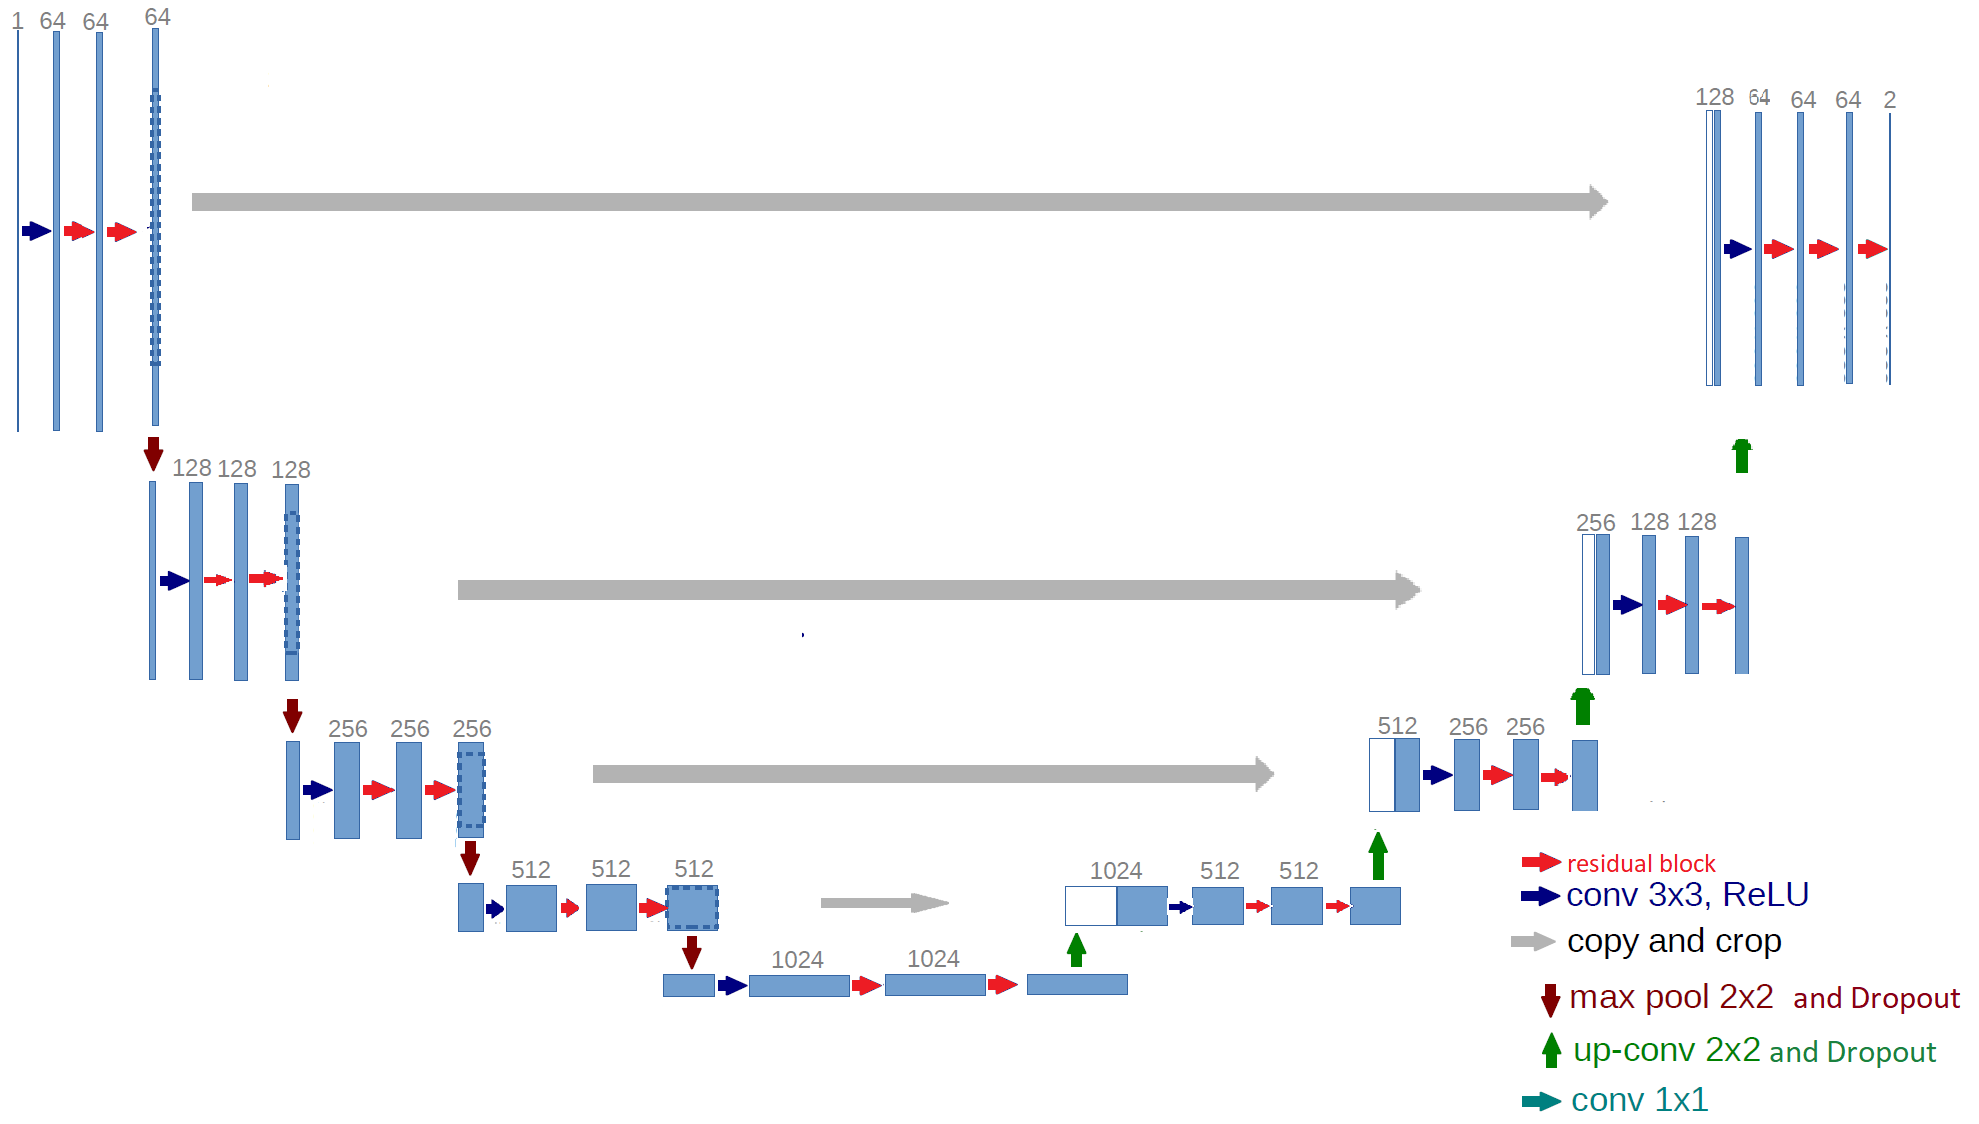 1 64 64 64
128 64 64 64 2
128 128 128
256 128 128
256 256 256
512 256 256
512 512 512
1024 512 512
1024 1024
residual block
conv 3x3, ReLU
copy and crop
max pool 2x2 and Dropout
up-conv 2x2 and Dropout
conv 1x1